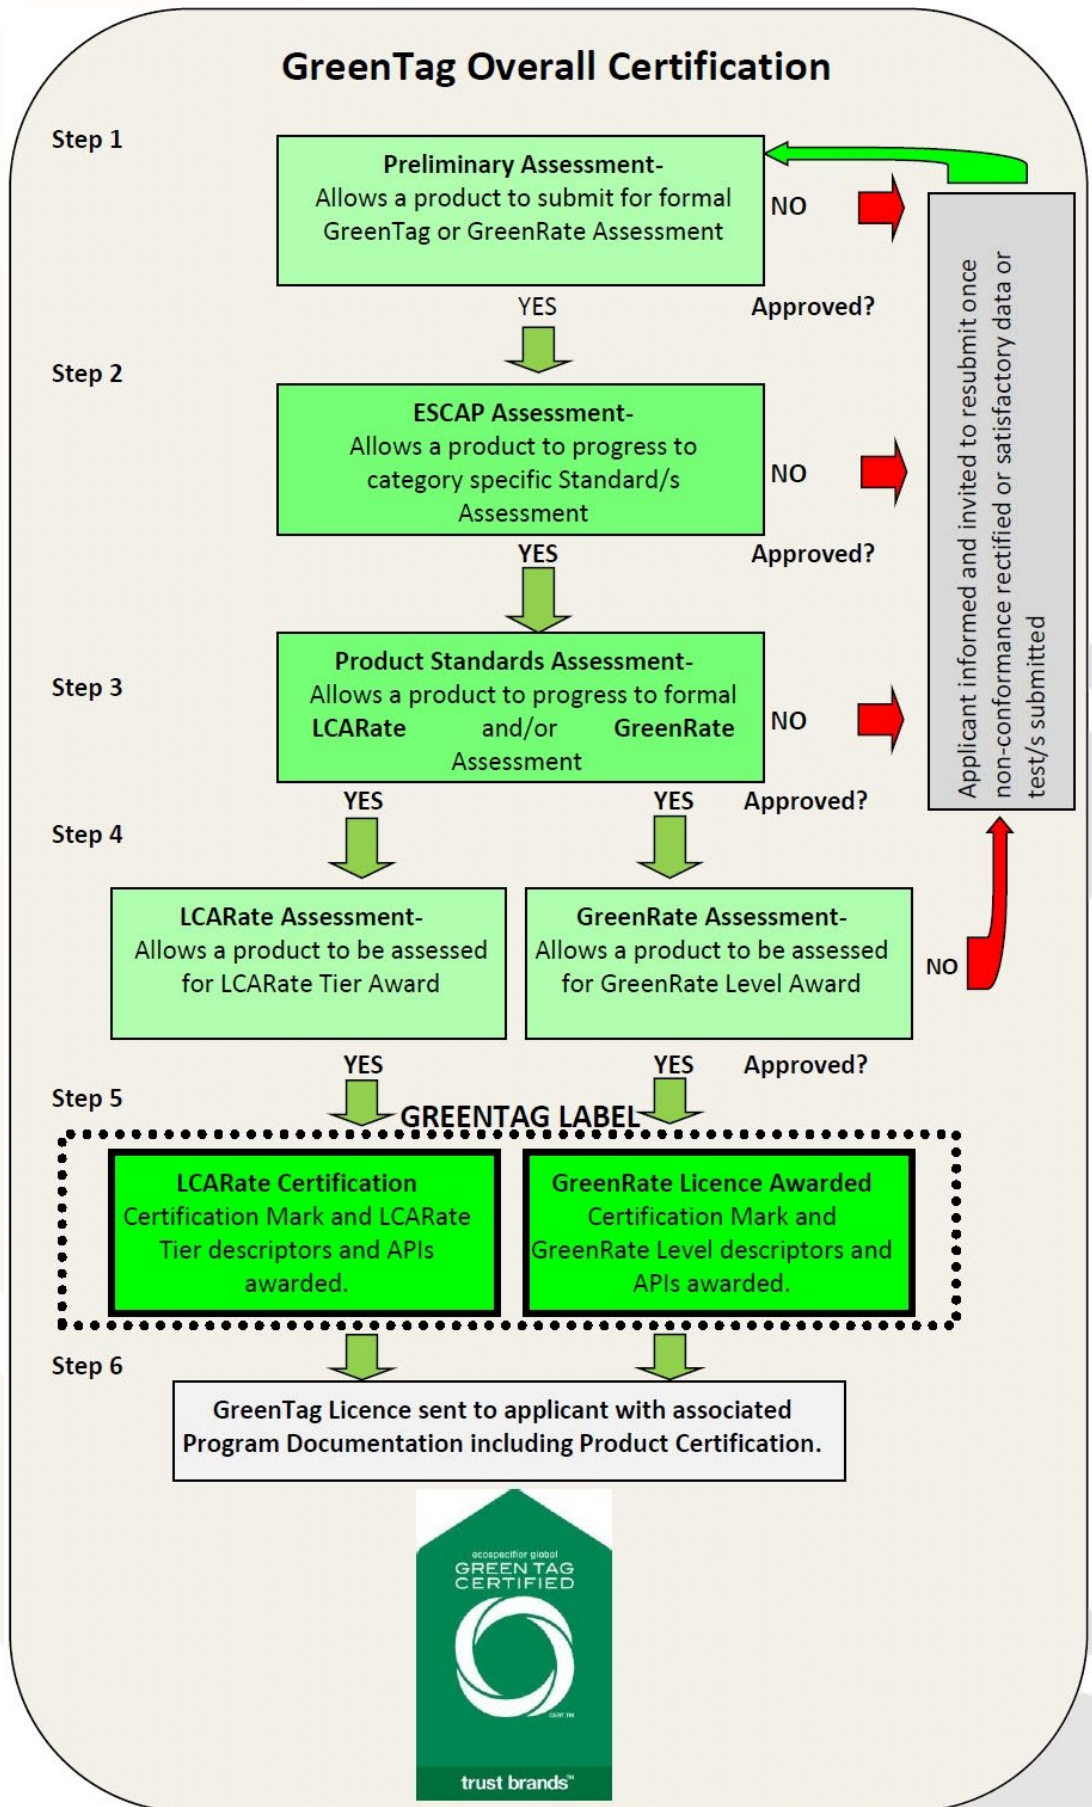 GreenTag Overall Certification
Step 1
Preliminary Assessment-
Allows a product to submit for formal
GreenTag or GreenRate Assessment
NO
YES
Approved?
Step 2
ESCAP Assessment-
Allows a product to progress to
category specific Standard/s
Assessment
NO
YES
Approved?
Step 3
Product Standards Assessment-
Allows a product to progress to formal
LCARate and/or GreenRate
Assessment
NO
YES
YES
Approved?
Applicant informed and invited to resubmit once
non-conformance rectified or satisfactory data or
test/s submitted
Step 4
LCARate Assessment-
Allows a product to be assessed
for LCARate Tier Award
GreenRate Assessment-
Allows a product to be assessed
for GreenRate Level Award
NO
YES
YES
Approved?
Step 5
GREENTAG LABEL
LCARate Certification
Certification Mark and LCARate
Tier descriptors and APIs
awarded.
GreenRate Licence Awarded
Certification Mark and
GreenRate Level descriptors and
APIs awarded.
Step 6
GreenTag Licence sent to applicant with associated
Program Documentation including Product Certification.
ecospecifier global
GREEN TAG
CERTIFIED
CERT TM
trust brands™